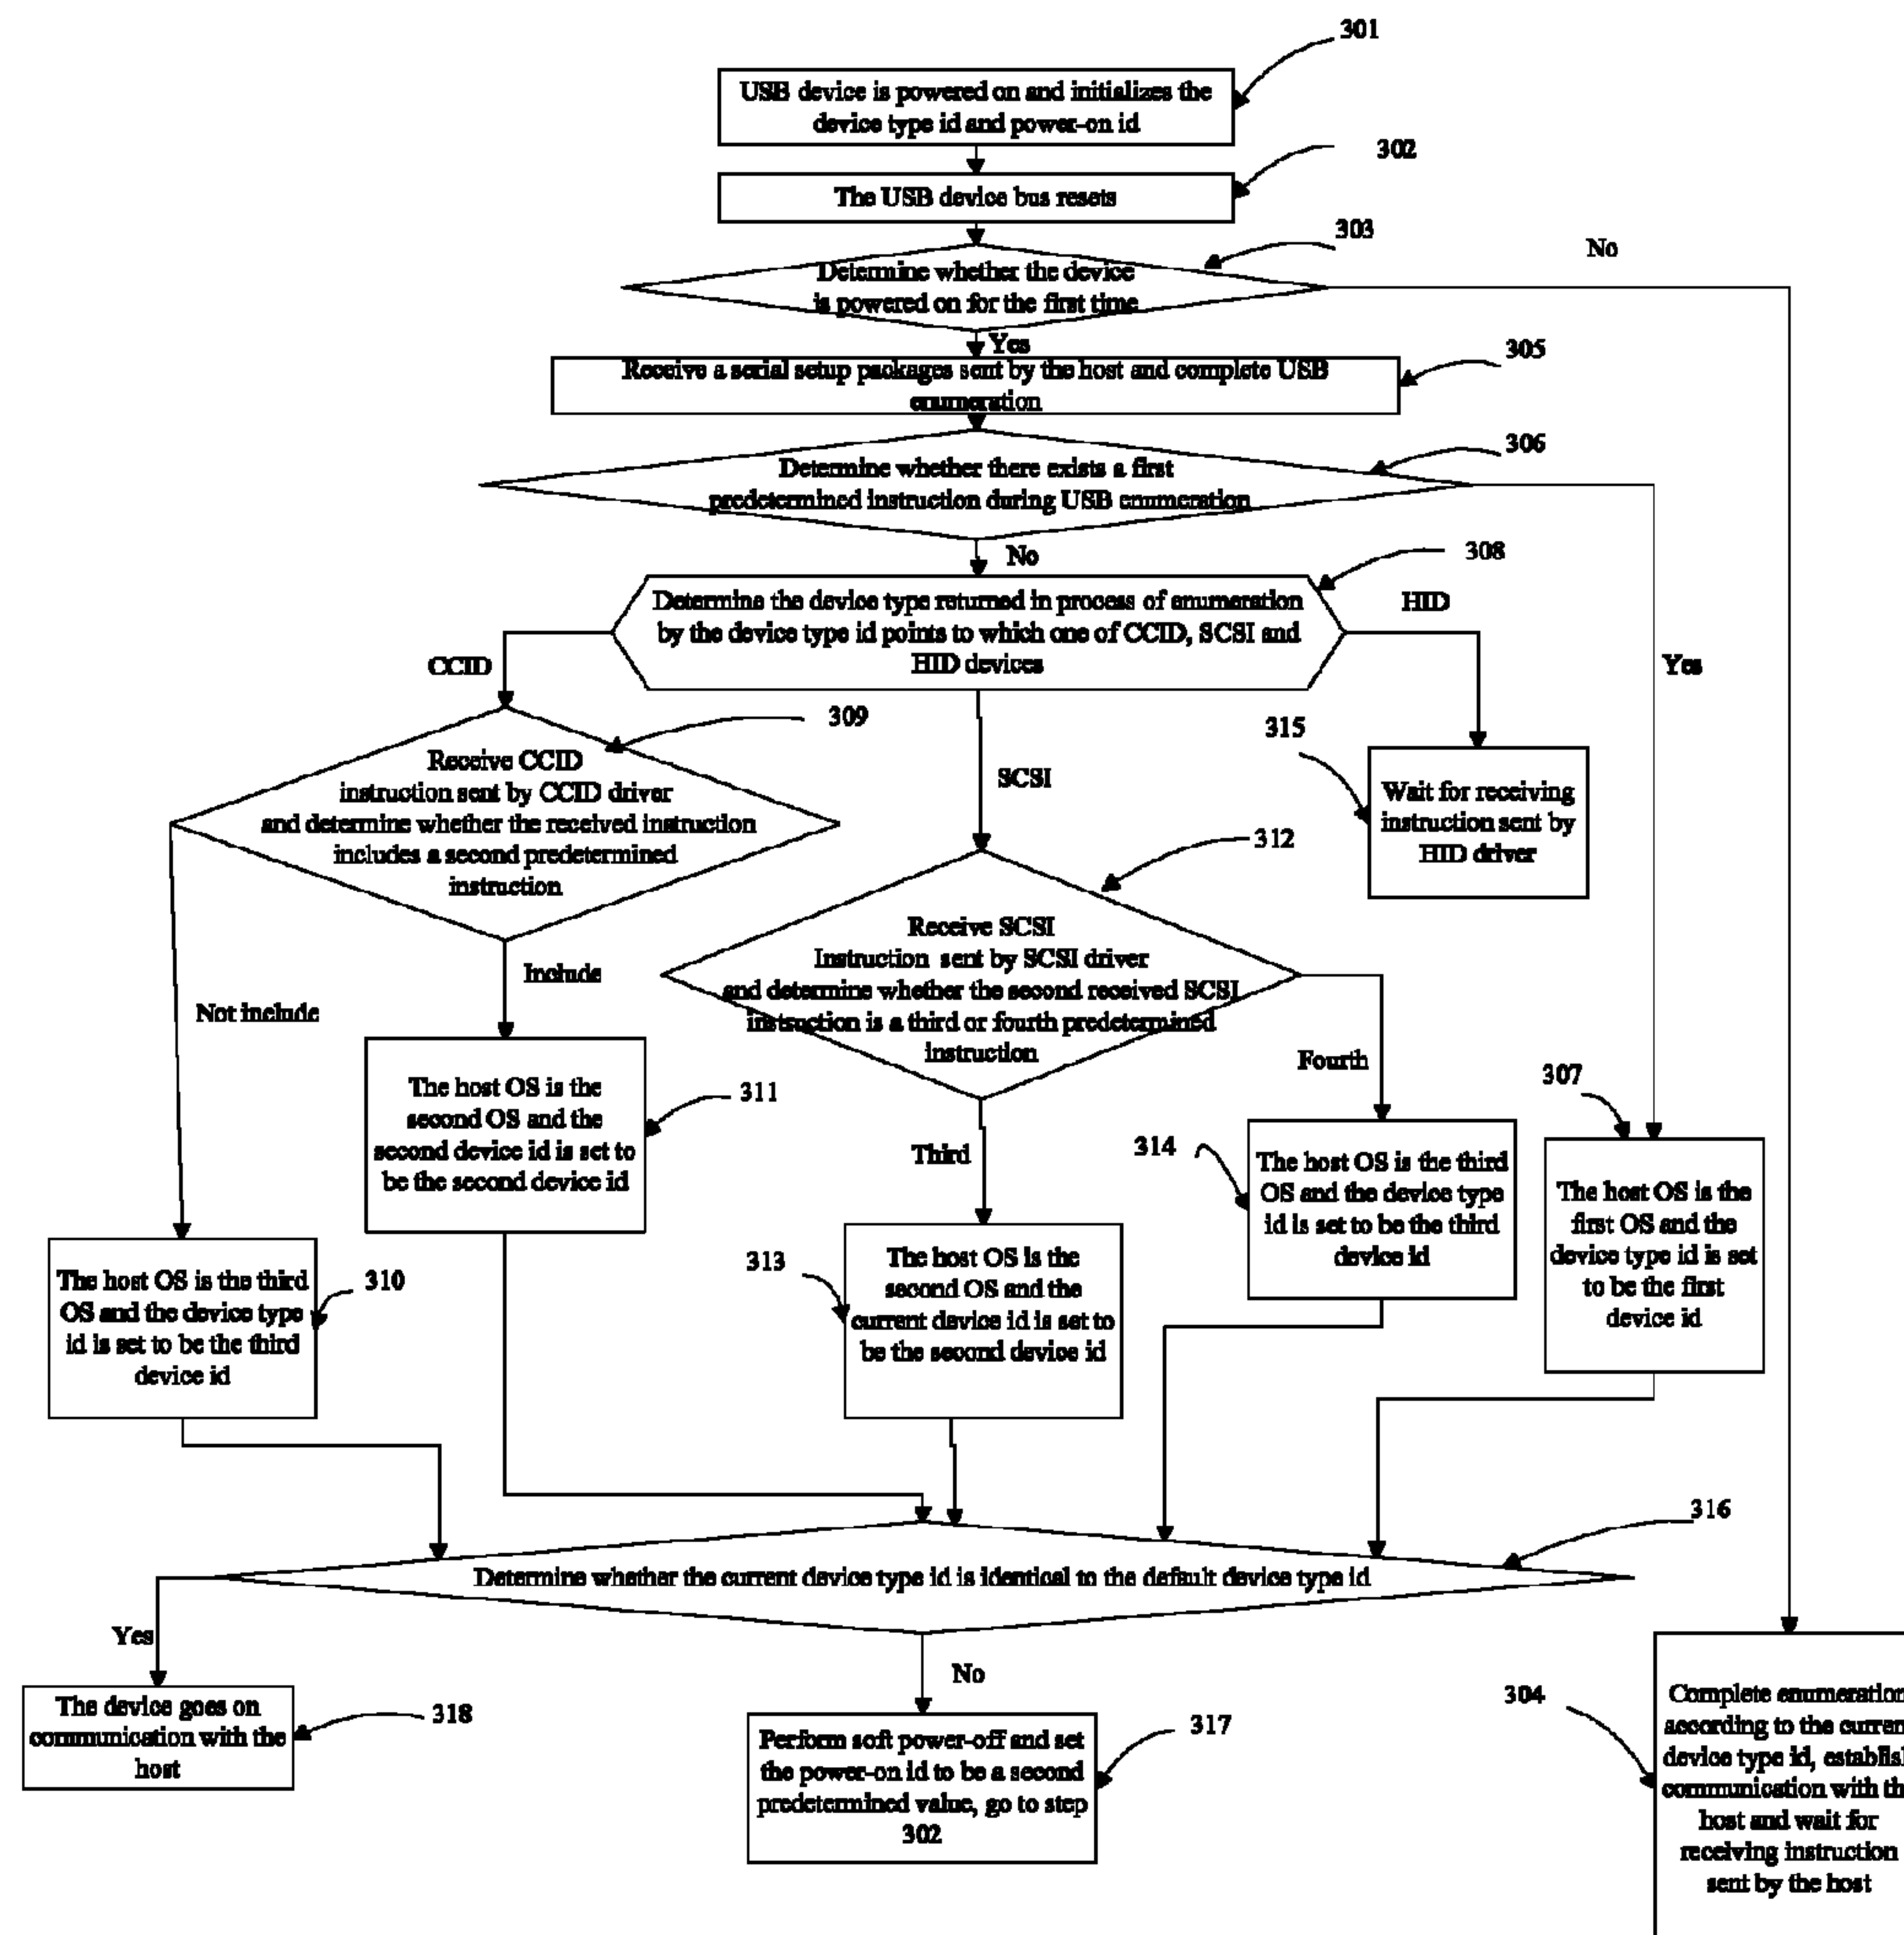 301
USB device is powered on and initializes the
device type id and power-on id
302
The USB device bus resets
303
No
Determine whether the device
is powered on for the first time
Yes
305
Receive a serial setup packages sent by the host and complete USB
enumeration
306
Determine whether there exists a first
predetermined instruction during USB enumeration
No
308
Determine the device type returned in process of enumeration
by the device type id points to which one of CCID, SCSI and
HID devices
HID
CCID
Yes
309
Receive CCID
instruction sent by CCID driver
and determine whether the received instruction
includes a second predetermined
instruction
SCSI
315
Wait for receiving
instruction sent by
HID driver
312
Receive SCSI
Instruction sent by SCSI driver
and determine whether the second received SCSI
instruction is a third or fourth predetermined
instruction
Include
Not include
Fourth
307
The host OS is the
second OS and the
second device id is set to
be the second device id
311
Third
314
The host OS is the third
OS and the device type
id is set to be the third
device id
The host OS is the
first OS and the
device type id is set
to be the first
device id
The host OS is the third
OS and the device type
id is set to be the third
device id
310
313
The host OS is the
second OS and the
current device id is set to
be the second device id
316
Determine whether the current device type id is identical to the default device type id
Yes
No
The device goes on
communication with the
host
318
Perform soft power-off and set
the power-on id to be a second
predetermined value, go to step
302
317
304
Complete enumeration
according to the curren
device type id, establis
communication with th
host and wait for
receiving instruction
sent by the host